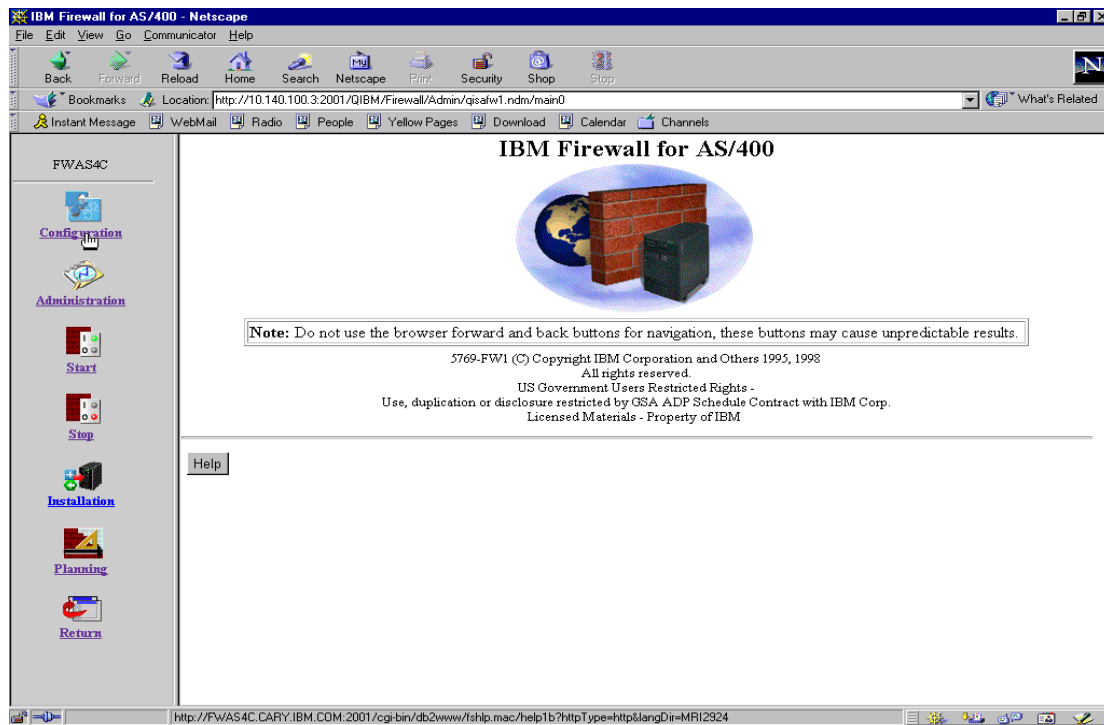 IBM Firewall for AS/400 - Netscape
File Edit View Go Communicator Help
My
N
Back Forward Reload Home Search Netscape Print Security Shop Stop
Bookmarks Location: http://10.140.100.3:2001/QIBM/Firewall/Admin/qisafw1.ndm/main0 What's Related
Instant Message WebMail Radio People Yellow Pages Download Calendar Channels
FWAS4C
Configuration
Administration
Start
Stop
Installation
Planning
Return
IBM Firewall for AS/400
Note: Do not use the browser forward and back buttons for navigation, these buttons may cause unpredictable results.
5769-FW1 (C) Copyright IBM Corporation and Others 1995, 1998
All rights reserved.
US Government Users Restricted Rights -
Use, duplication or disclosure restricted by GSA ADP Schedule Contract with IBM Corp.
Licensed Materials - Property of IBM
Help
http://FWAS4C.CARY.IBM.COM:2001/cgi-bin/db2www/fshlp.mac/help1b?httpType=http&langDir=MRI2924